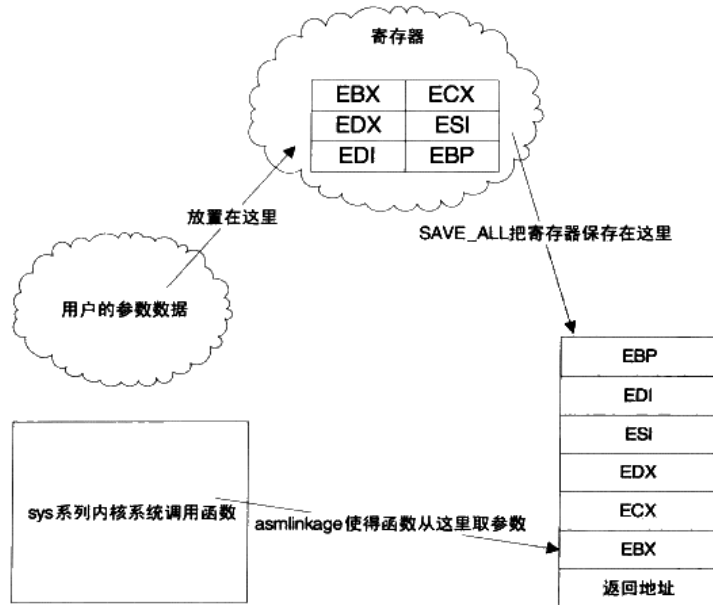 寄存器
EBX ECX
EDX ESI
EDI EBP
放置在这里
SAVE_ALL把寄存器保存在这里
用户的参数数据
EBP
EDI
ESI
EDX
ECX
EBX
返回地址
sys系列内核系统调用函数
asmlinkage使得函数从这里取参数